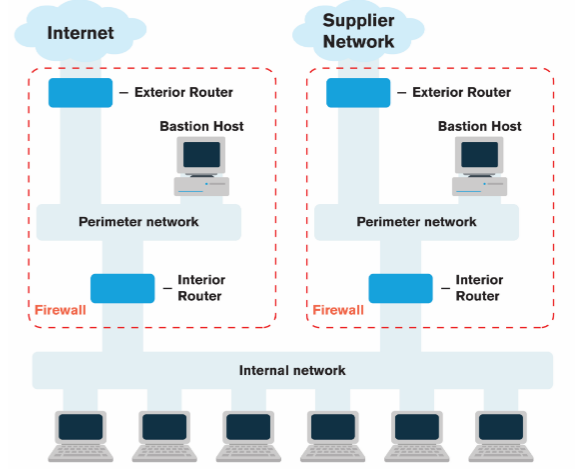 Internet
Supplier
Network
– Exterior Router
– Exterior Router
Bastion Host
Bastion Host
Perimeter network
Perimeter network
– Interior
Router
– Interior
Router
Firewall
Firewall
Internal network